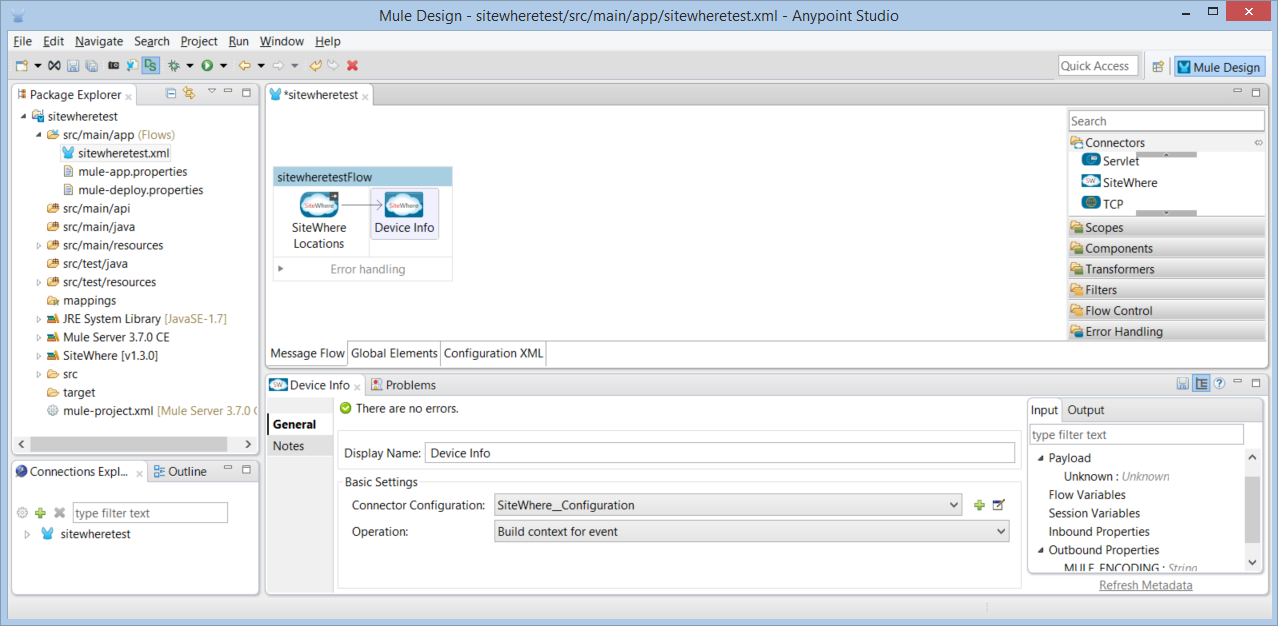 Mule Design - sitewheretest/src/main/app/sitewheretest.xml - Anypoint Studio
File Edit Navigate Search Project Run Window Help
Quick Access
Mule Design
Package Explorer
sitewheretest
src/main/app (Flows)
sitewheretest.xml
mule-app.properties
mule-deploy.properties
src/main/api
src/main/java
src/main/resources
src/test/java
src/test/resources
mappings
JRE System Library [JavaSE-1.7]
Mule Server 3.7.0 CE
SiteWhere [v1.3.0]
src
target
mule-project.xml [Mule Server 3.7.0
Connections Expl... Outline
type filter text
sitewheretest
*sitewheretest
sitewheretestFlow
SiteWhere SiteWhere
SiteWhere
Locations
Device Info
Error handling
Message Flow Global Elements Configuration XML
Search
Connectors
Servlet
SW SiteWhere
TCP
Scopes
Components
Transformers
Filters
Flow Control
Error Handling
SW Device Info Problems
There are no errors.
General
Notes
Display Name: Device Info
Basic Settings
Connector Configuration: SiteWhere__Configuration
Operation: Build context for event
Input Output
type filter text
Payload
Unknown : Unknown
Flow Variables
Session Variables
Inbound Properties
Outbound Properties
MULE_ENCODING : String
Refresh Metadata